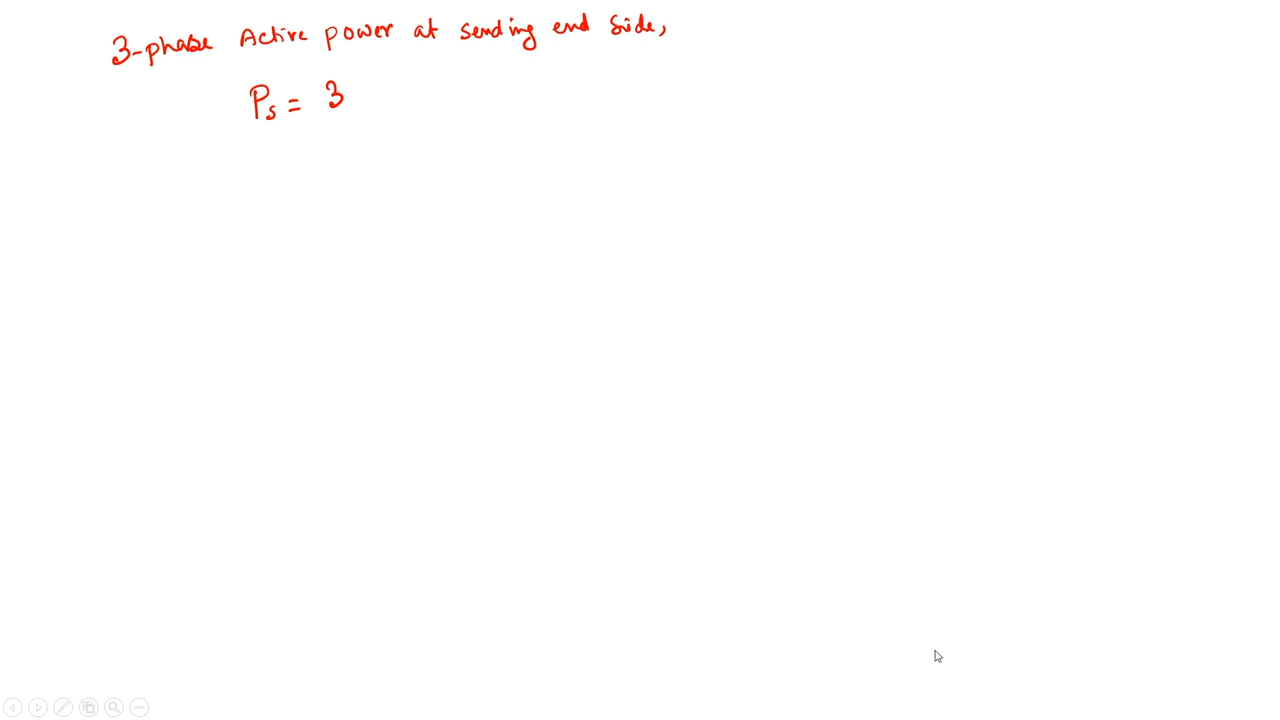 3-phase Active power at sending end side,
Ps = 3